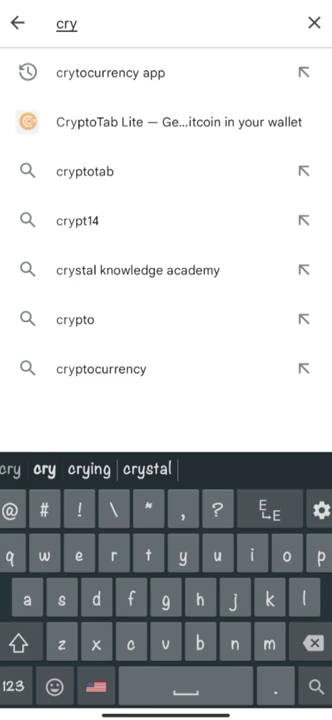 cry
crytocurrency app
CryptoTab Lite — Ge...itcoin in your wallet
cryptotab
crypt14
crystal knowledge academy
crypto
cryptocurrency
cry cry crying crystal
@ # ! \ * , ? E E
q w e r t y u i o p
a s d f g h j k l
z x c v b n m
123 .